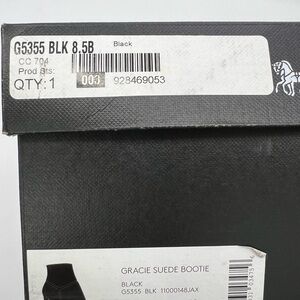 G5355 BLK 8.5B
Black
CC 704
Prod Sts:
003
QTY:1
928469053
GRACIE SUEDE BOOTIE
BLACK
G5355 BLK 11000148JAX